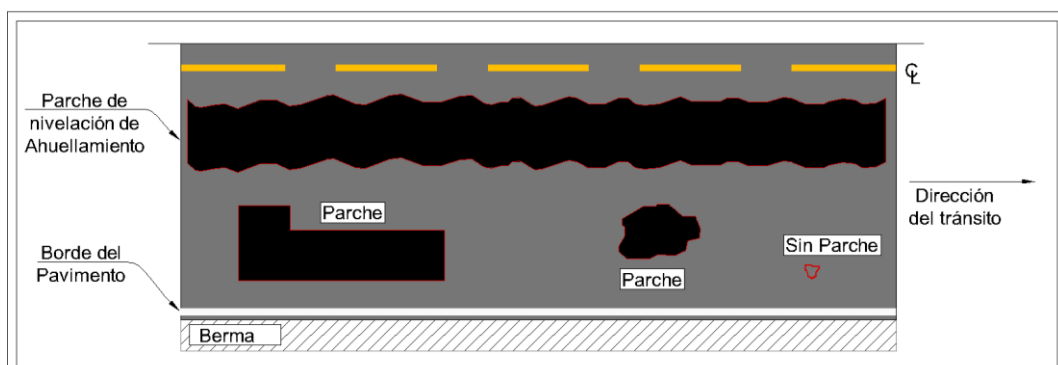 ℄
Parche de
nivelación de
Ahuellamiento
Parche
Dirección
del tránsito
Sin Parche
Borde del
Pavimento
Parche
Berma